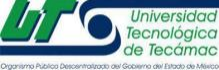 UT
Universidad
Tecnológica
de Tecámac
Organismo Público Descentralizado del Gobierno del Estado de México